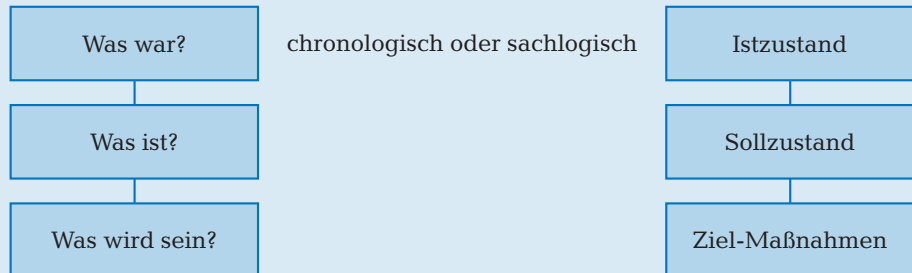 Was war?
chronologisch oder sachlogisch
Istzustand
Was ist?
Sollzustand
Was wird sein?
Ziel-Maßnahmen